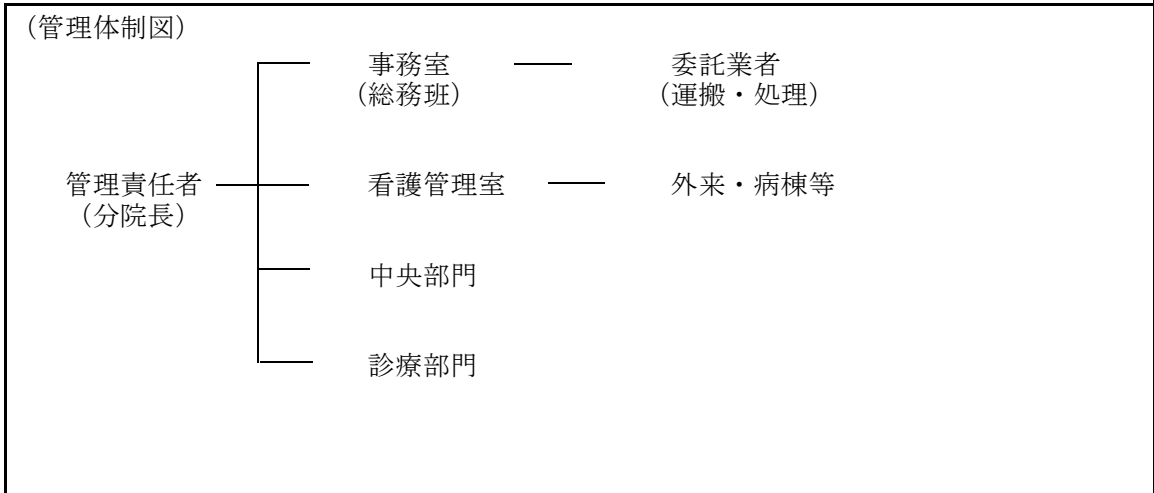 （管理体制図）
事務室 委託業者
（総務班） （運搬・処理）
管理責任者 看護管理室 外来・病棟等
（分院長）
中央部門
診療部門